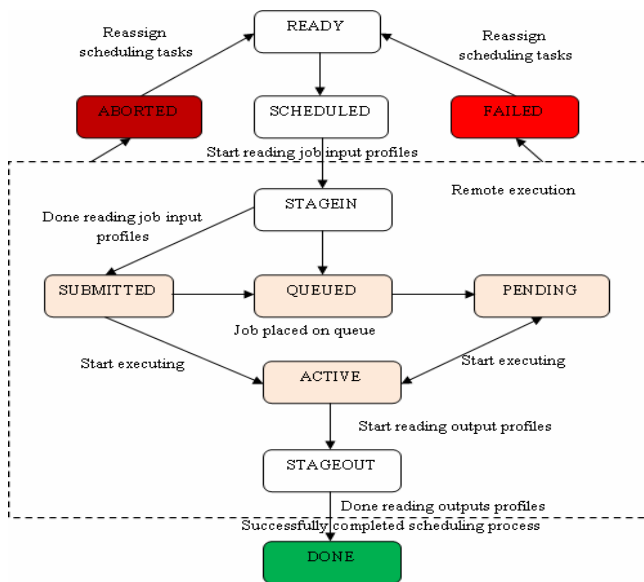 READY
Reassign
scheduling tasks
Reassign
scheduling tasks
ABORTED
SCHEDULED
FAILED
Start reading job input profiles
Remote execution
STAGEIN
Done reading job input
profiles
SUBMITTED
QUEUED
PENDING
Job placed on queue
Start executing
Start executing
ACTIVE
Start reading output profiles
STAGEOUT
Done reading outputs profiles
Successfully completed scheduling process
DONE